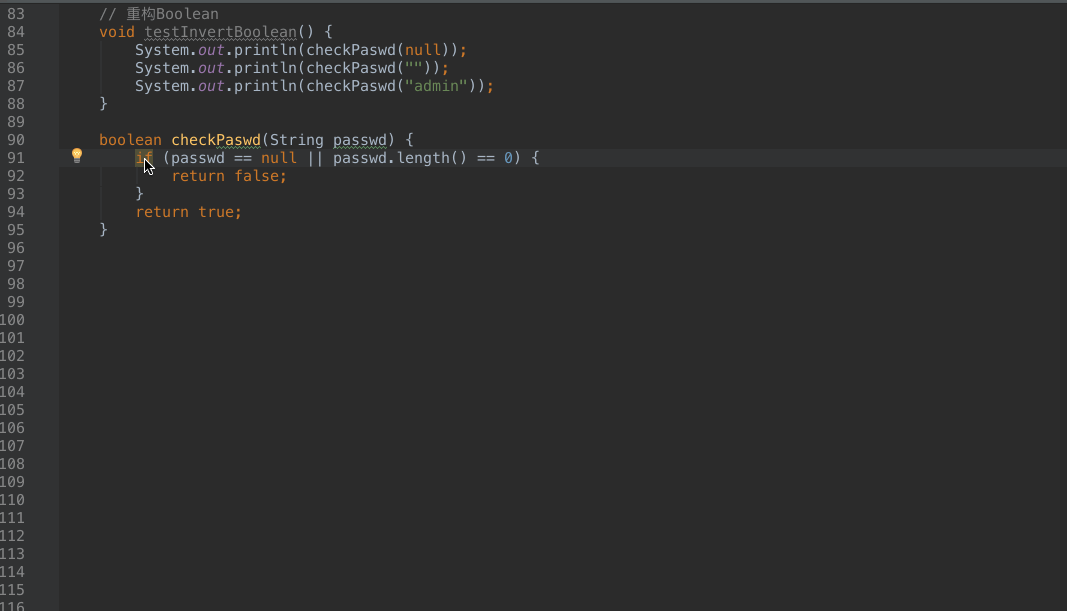 83 // 重构Boolean
84 void testInvertBoolean() {
85 System.out.println(checkPaswd(null));
86 System.out.println(checkPaswd(""));
87 System.out.println(checkPaswd("admin"));
88 }
89
90 boolean checkPaswd(String passwd) {
91 if (passwd == null || passwd.length() == 0) {
92 return false;
93 }
94 return true;
95 }
96
97
98
99
100
101
102
103
104
105
106
107
108
109
110
111
112
113
114
115
116